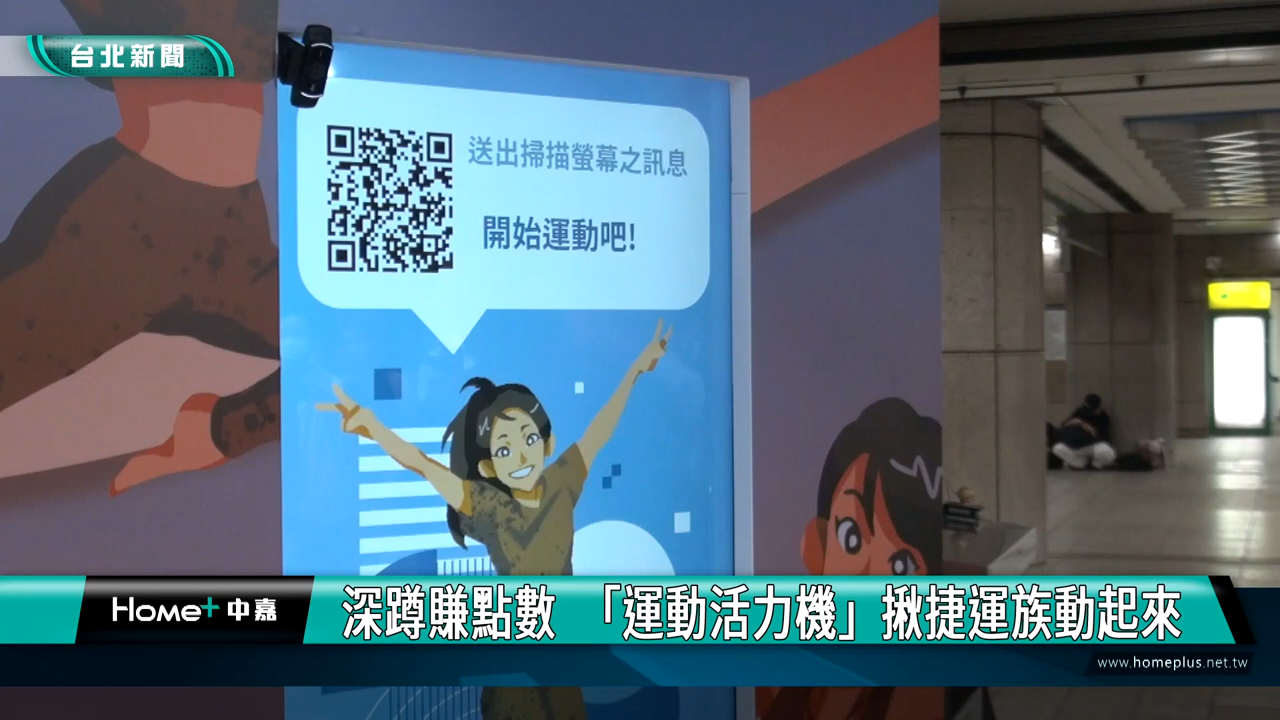 台北新聞
送出掃描螢幕之訊息
開始運動吧!
Home+中嘉
深蹲賺點數 「運動活力機」揪捷運族動起來
www.homeplus.net.tw